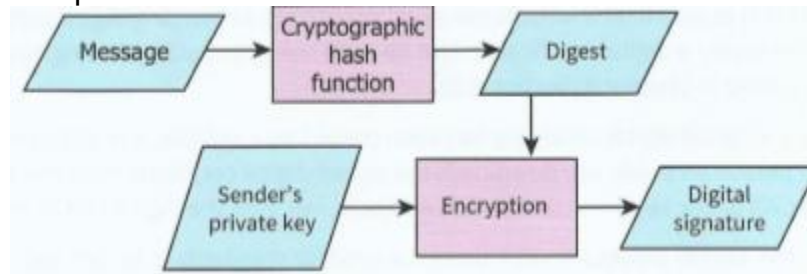 Message
Cryptographic
hash
function
Digest
Sender's
private key
Encryption
Digital
signature